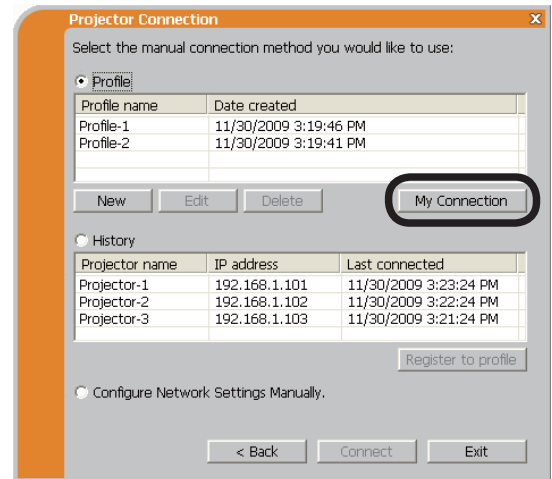 Projector Connection X
Select the manual connection method you would like to use:
Profile
Profile name Date created
Profile-1 11/30/2009 3:19:46 PM
Profile-2 11/30/2009 3:19:41 PM
New Edit Delete My Connection
History
Projector name IP address Last connected
Projector-1 192.168.1.101 11/30/2009 3:23:24 PM
Projector-2 192.168.1.102 11/30/2009 3:22:24 PM
Projector-3 192.168.1.103 11/30/2009 3:21:24 PM
Register to profile
Configure Network Settings Manually.
< Back Connect Exit